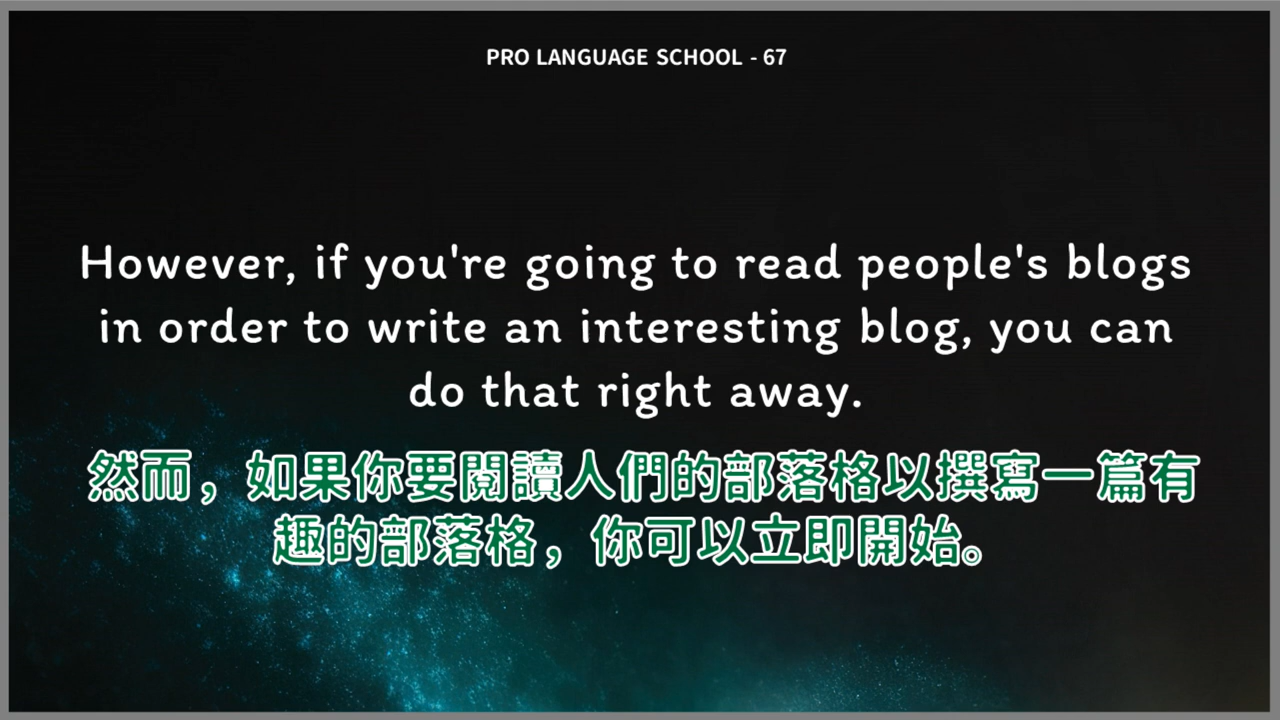 PRO LANGUAGE SCHOOL - 67
However, if you're going to read people's blogs
in order to write an interesting blog, you can
do that right away.
然而，如果你要閱讀人們的部落格以撰寫一篇有
趣的部落格，你可以立即開始。